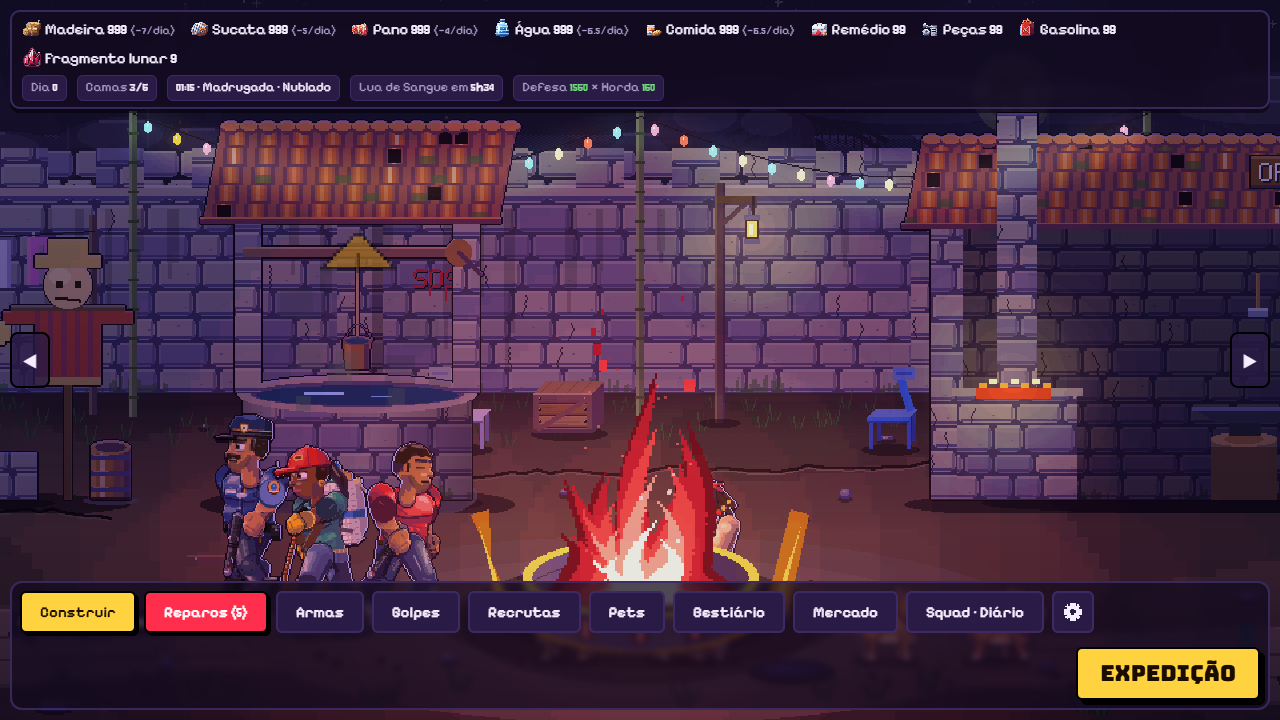 Madeira 999 (-7/dia) Sucata 999 (-5/dia) Pano 999 (-4/dia) Água 999 (-6.5/dia) Comida 999 (-6.5/dia) Remédio 99 Peças 99 Gasolina 99
Fragmento lunar 9
Dia 0 Camas 3/6 01:15 · Madrugada · Nublado Lua de Sangue em 5h34 Defesa 1560 × Horda 160
SOS
◀ ▶
Construir Reparos (5) Armas Golpes Recrutas Pets Bestiário Mercado Squad · Diário
EXPEDIÇÃO